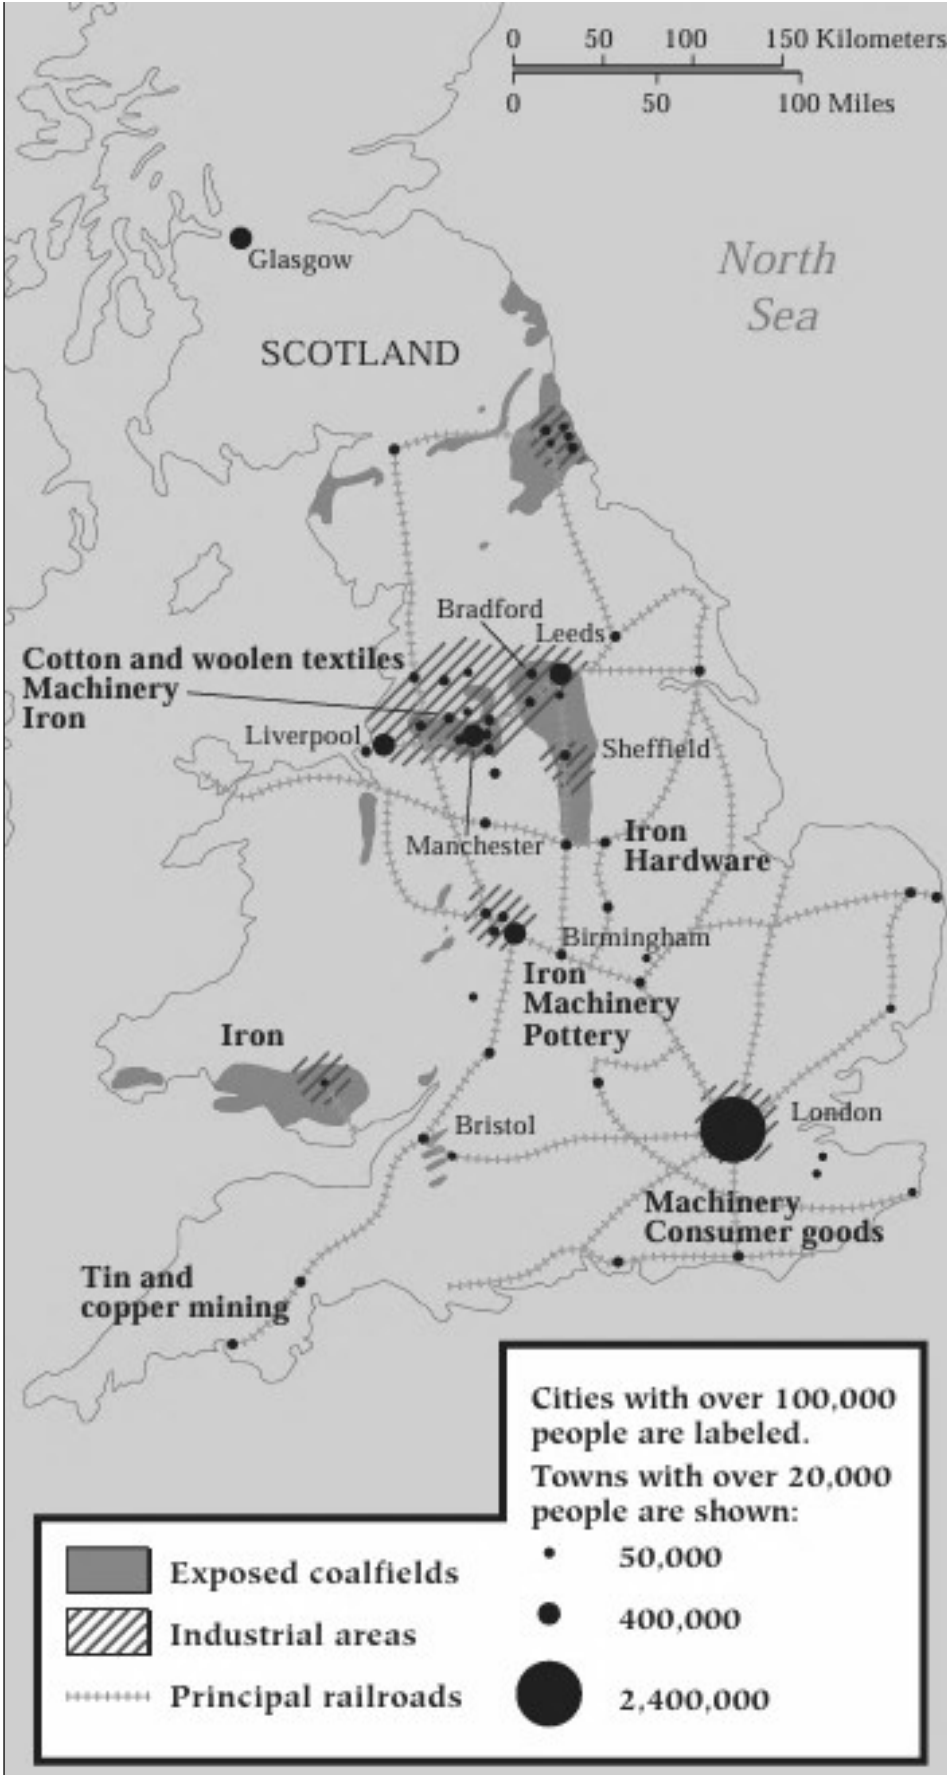 0 50 100 150 Kilometers
0 50 100 Miles
North
Sea
Glasgow
SCOTLAND
Bradford
Leeds
Cotton and woolen textiles
Machinery
Iron
Liverpool
Sheffield
Manchester
Iron
Hardware
Birmingham
Iron
Machinery
Pottery
Iron
London
Bristol
Machinery
Consumer goods
Tin and
copper mining
Cities with over 100,000
people are labeled.
Towns with over 20,000
people are shown:
50,000
400,000
2,400,000
Exposed coalfields
Industrial areas
Principal railroads